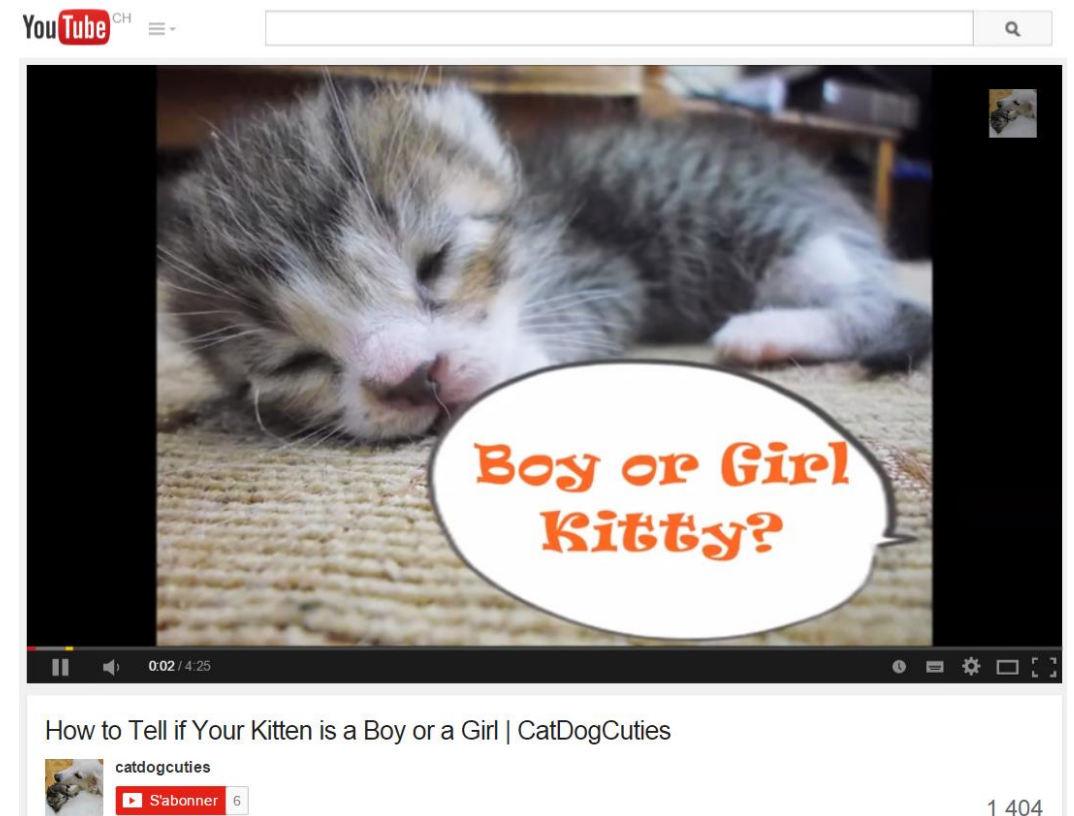 YouTube CH
Boy or Girl
Kitty?
0:02 / 4:25
How to Tell if Your Kitten is a Boy or a Girl | CatDogCuties
catdogcuties
S'abonner 6
1 404